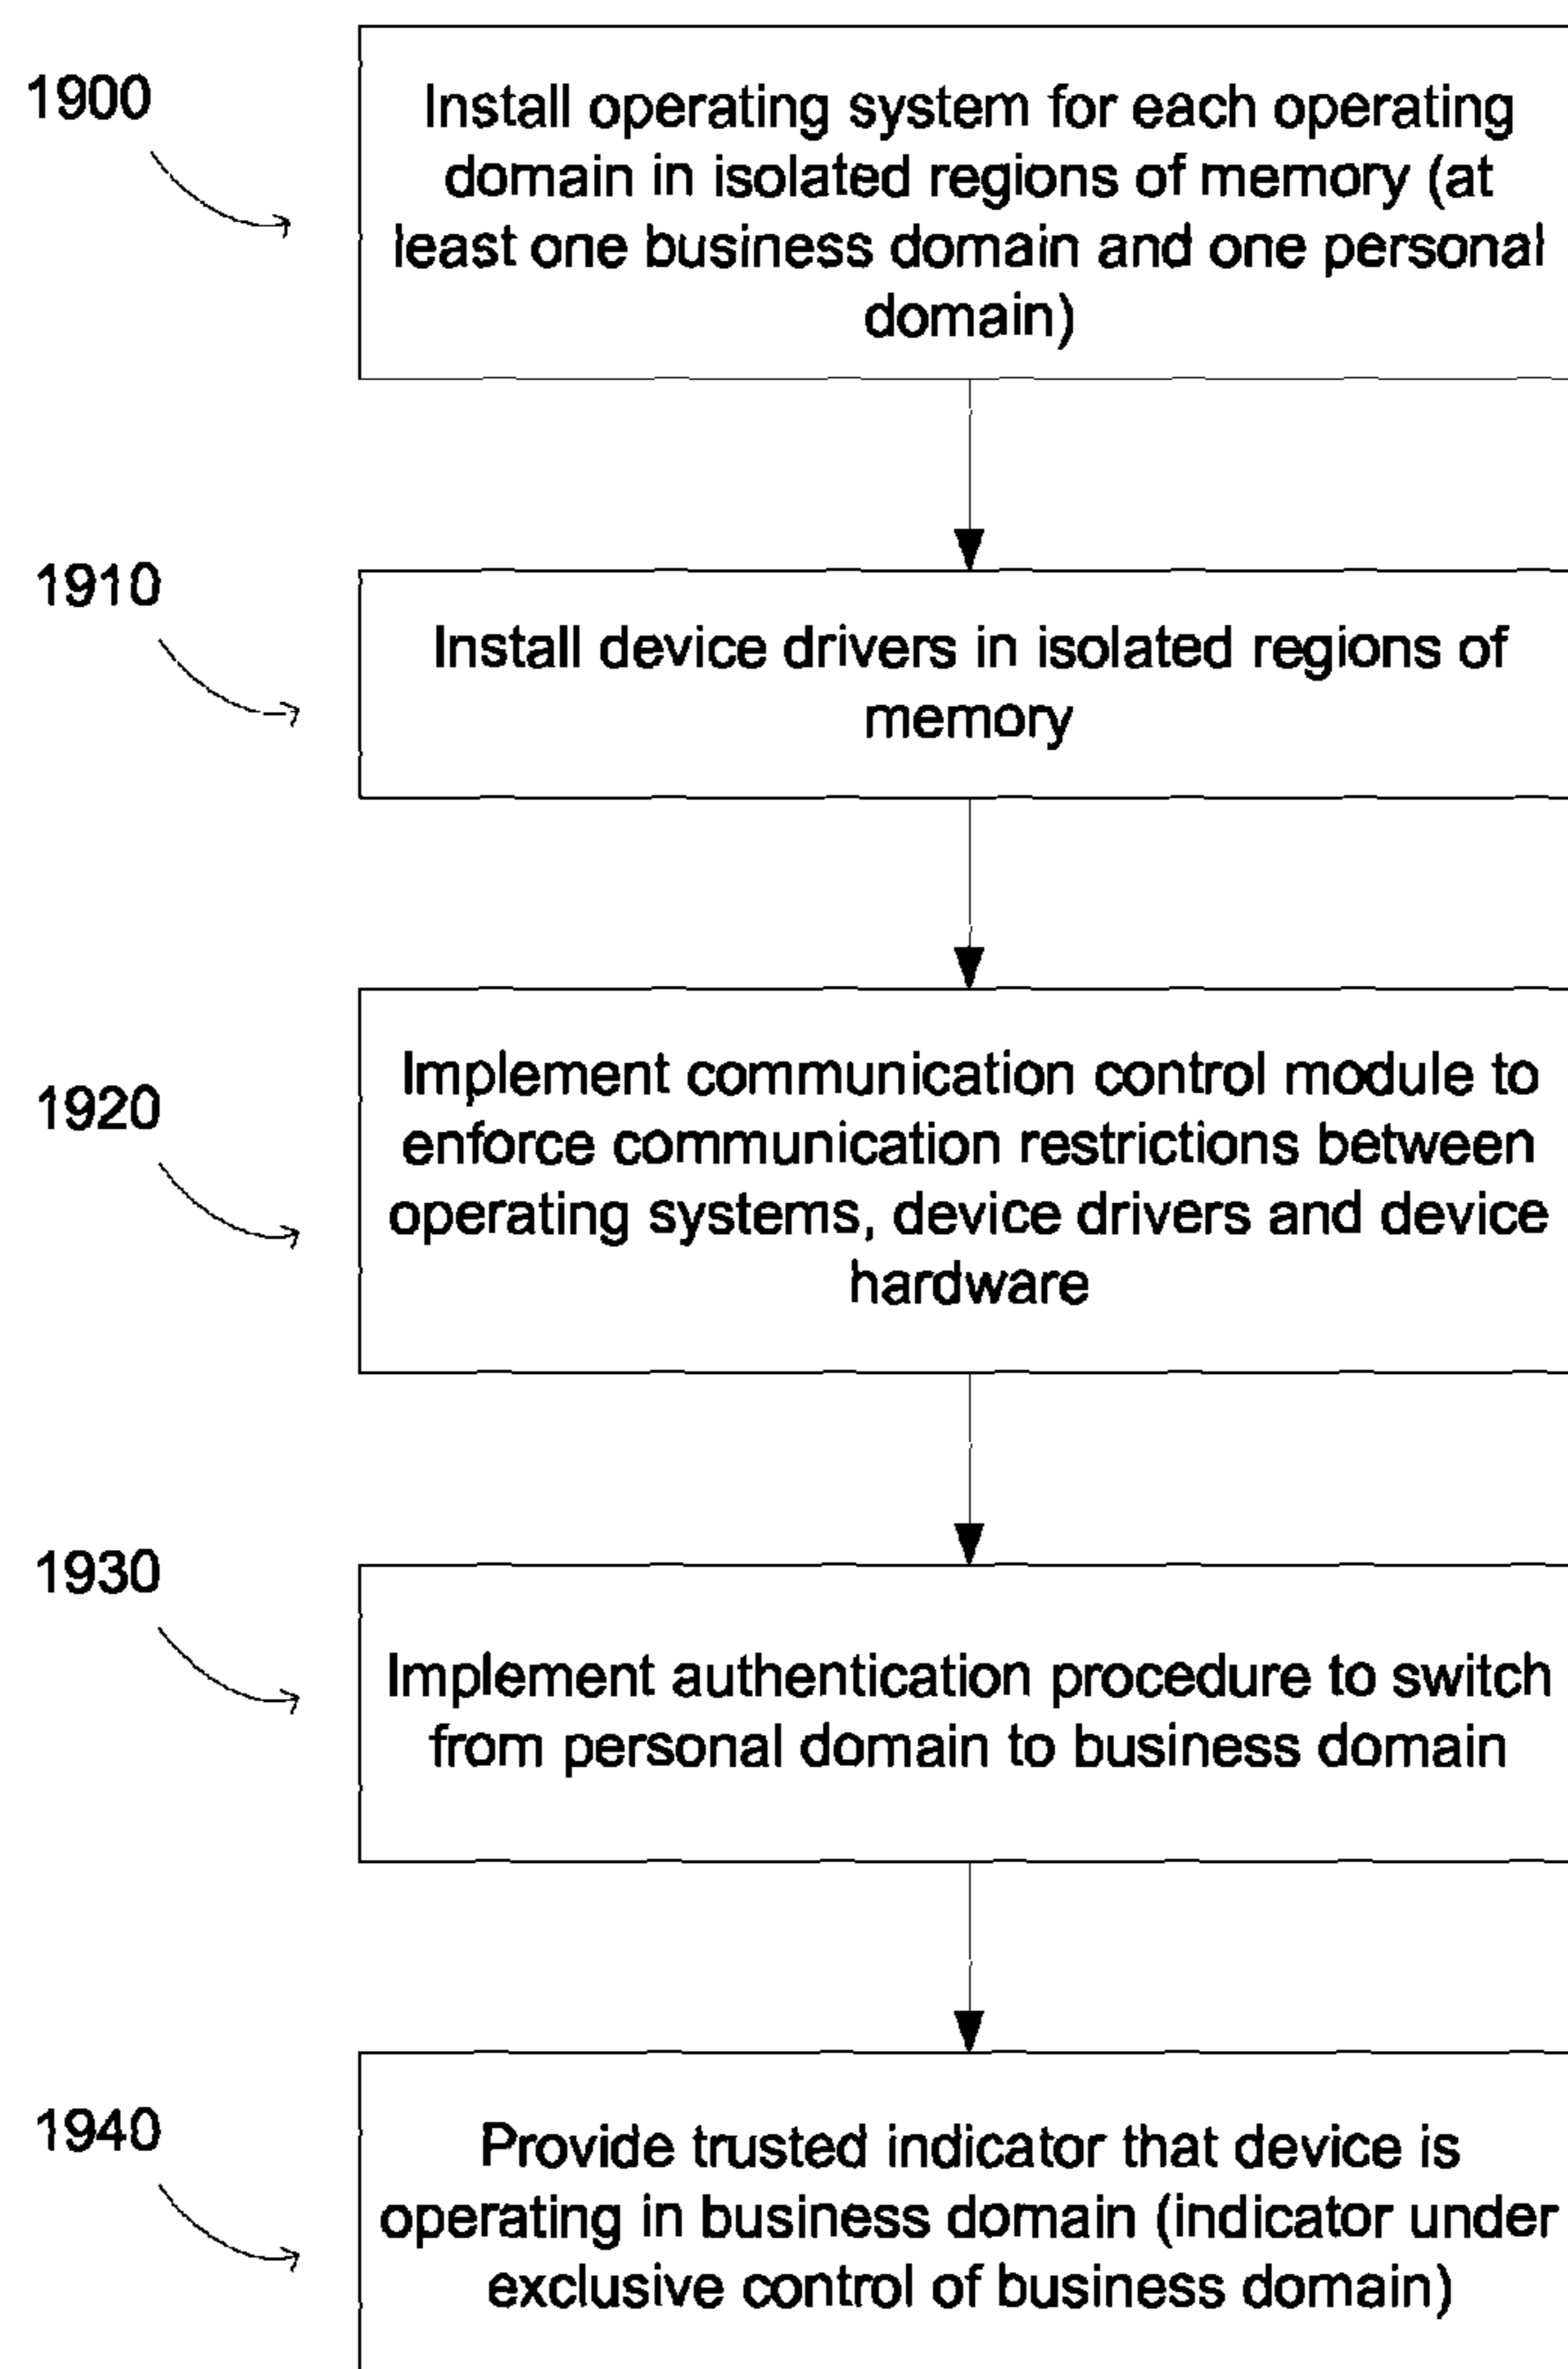 1900
Install operating system for each operating
domain in isolated regions of memory (at
least one business domain and one personal
domain)
1910
Install device drivers in isolated regions of
memory
1920
Implement communication control module to
enforce communication restrictions between
operating systems, device drivers and device
hardware
1930
Implement authentication procedure to switch
from personal domain to business domain
1940
Provide trusted indicator that device is
operating in business domain (indicator under
exclusive control of business domain)